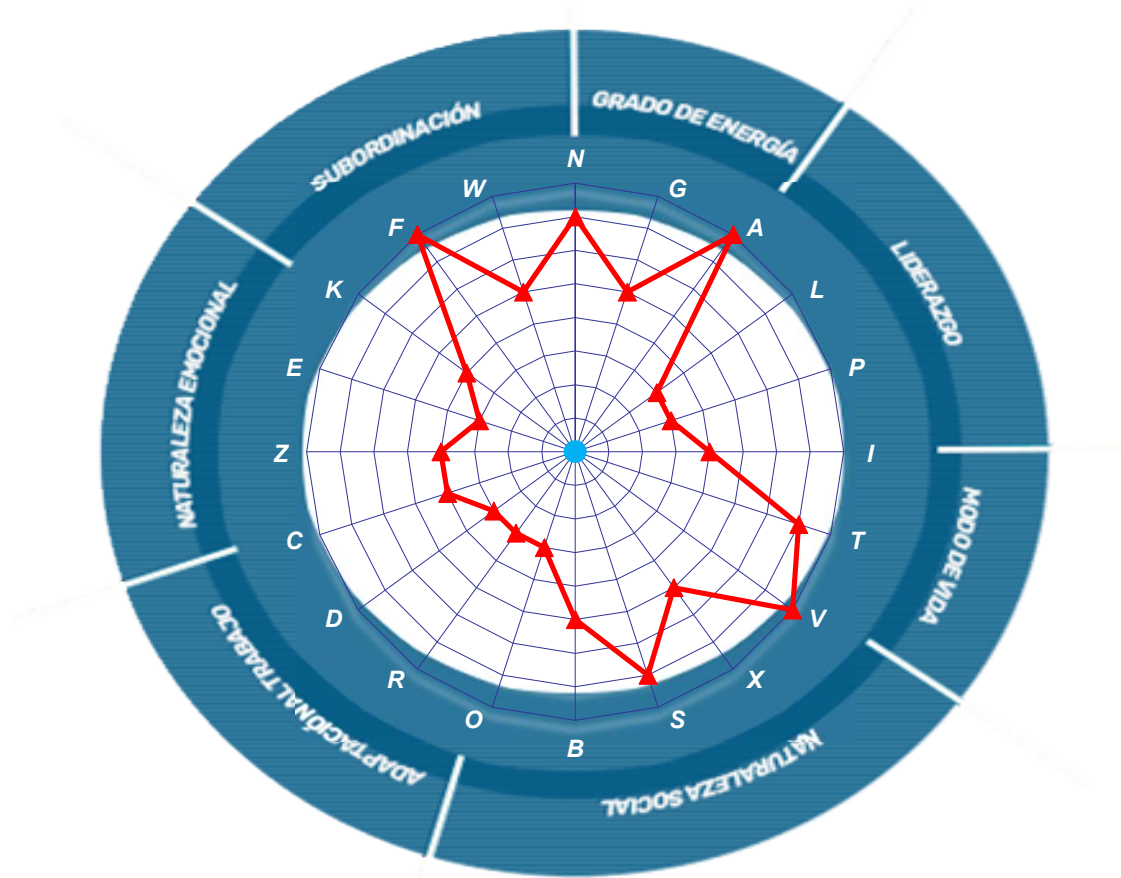 GRADO DE ENERGÍA
LIDERAZGO
MODO DE VIDA
NATURALEZA SOCIAL
ADAPTACIÓN AL TRABAJO
NATURALEZA EMOCIONAL
SUBORDINACIÓN
N
G
A
L
P
I
T
V
X
S
B
O
R
D
C
Z
E
K
F
W